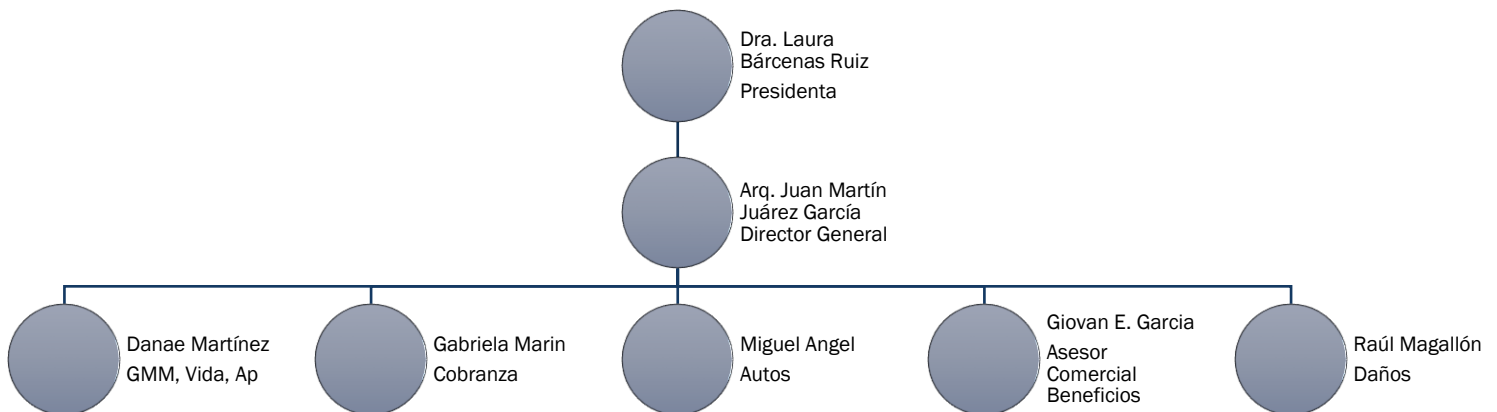 Dra. Laura
Bárcenas Ruiz
Presidenta
Arq. Juan Martín
Juárez García
Director General
Danae Martínez
GMM, Vida, Ap
Gabriela Marin
Cobranza
Miguel Angel
Autos
Giovan E. Garcia
Asesor
Comercial
Beneficios
Raúl Magallón
Daños